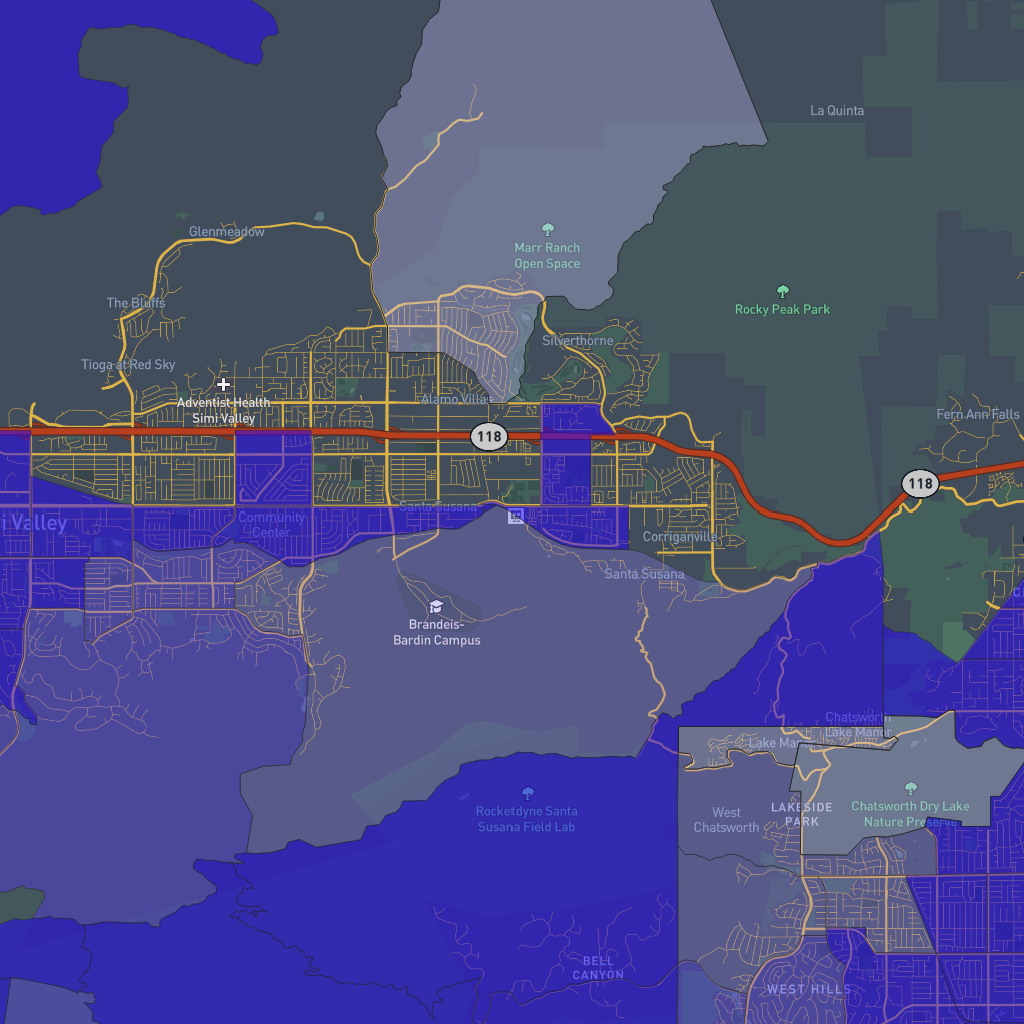 La Quinta
Glenmeadow
Marr Ranch
Open Space
The Bluffs
Rocky Peak Park
Silverthorne
Tioga at Red Sky
Adventist Health
Simi Valley
Alamo Villas
Fern Ann Falls
118
118
Santa Susana
i Valley
Community
Center
Corriganville
Santa Susana
Brandeis-
Bardin Campus
Chatsworth
Lake Manor
Lake Manor
Rocketdyne Santa
Susana Field Lab
West
Chatsworth
LAKESIDE
PARK
Chatsworth Dry Lake
Nature Preserve
BELL
CANYON
WEST HILLS